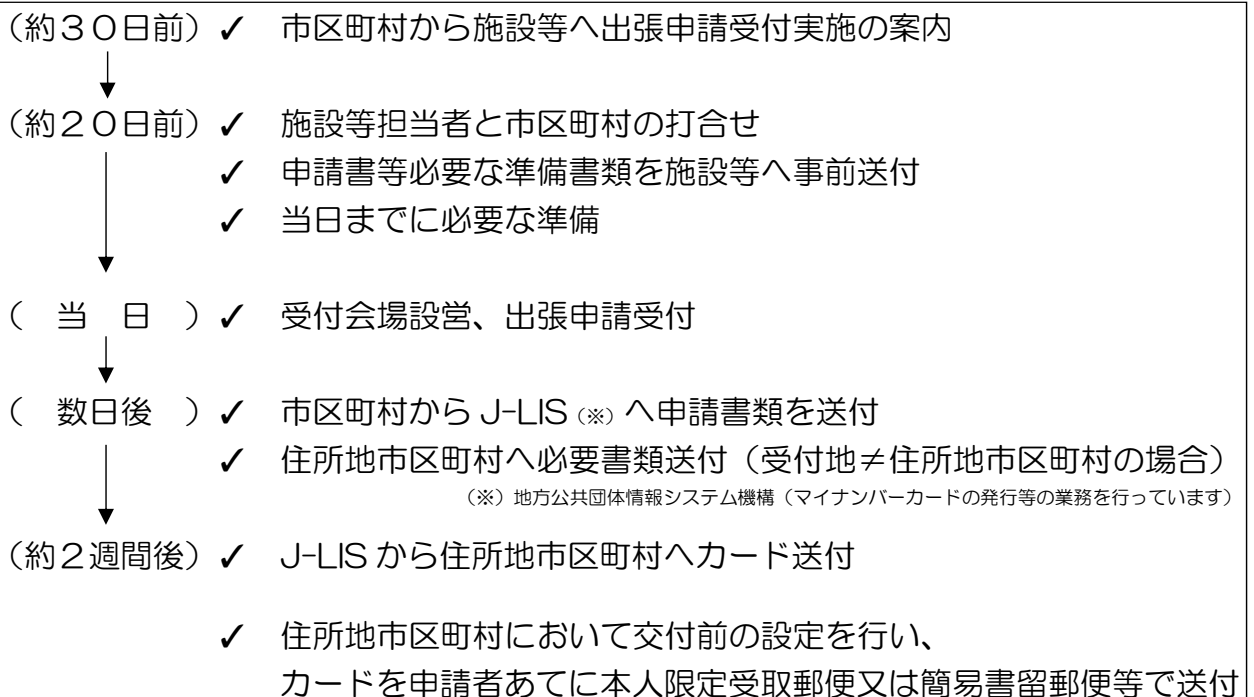 （約３０日前）✓ 市区町村から施設等へ出張申請受付実施の案内
（約２０日前）✓ 施設等担当者と市区町村の打合せ
✓ 申請書等必要な準備書類を施設等へ事前送付
✓ 当日までに必要な準備
（　当　日　）✓ 受付会場設営、出張申請受付
（　数日後　）✓ 市区町村から J-LIS（※）へ申請書類を送付
✓ 住所地市区町村へ必要書類送付（受付地≠住所地市区町村の場合）
（※）地方公共団体情報システム機構（マイナンバーカードの発行等の業務を行っています）
（約２週間後）✓ J-LIS から住所地市区町村へカード送付
✓ 住所地市区町村において交付前の設定を行い、
カードを申請者あてに本人限定受取郵便又は簡易書留郵便等で送付